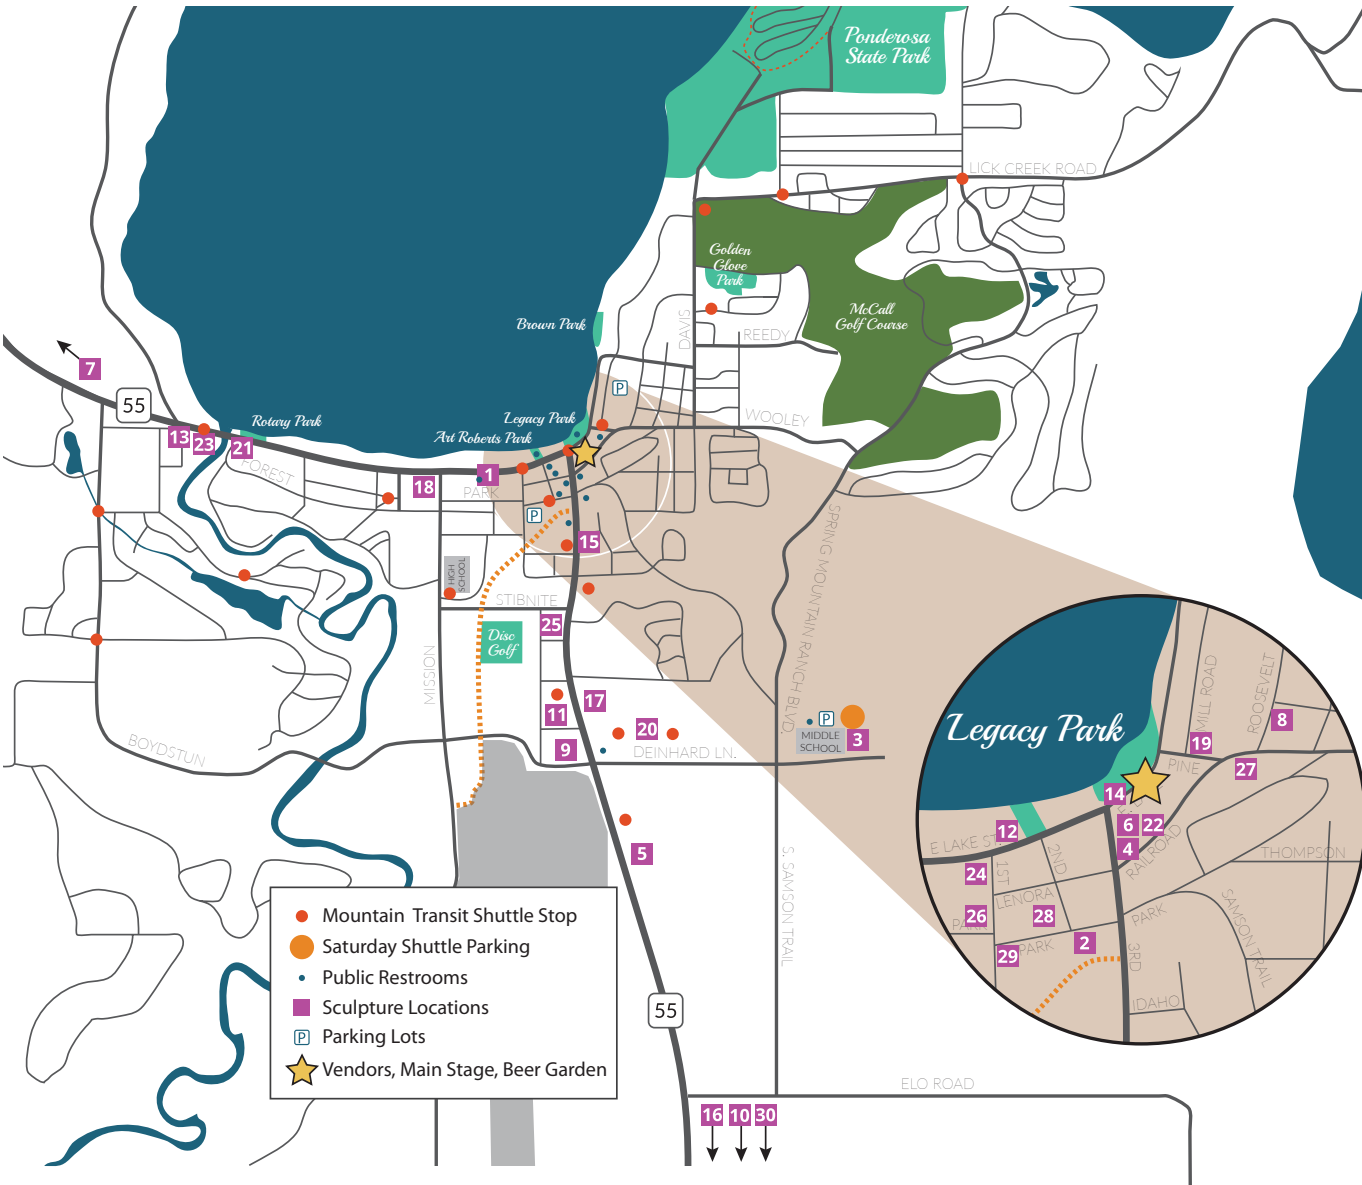 Ponderosa
State Park
LICK CREEK ROAD
Golden
Glove
Park
McCall
Golf Course
Brown Park
DAVIS
REEDY
7
55
P
WOOLEY
Rotary Park
Legacy Park
Art Roberts Park
13
23
21
FOREST
18
1
PARK
P
15
HIGH
SCHOOL
STIBNITE
25
Disc
Golf
MISSION
SPRING MOUNTAIN RANCH BLVD.
17
11
20
9
DEINHARD LN.
P
MIDDLE
SCHOOL
3
BOYDSTUN
5
S. SAMSON TRAIL
Legacy Park
MILL ROAD
ROOSEVELT
8
19
PINE
27
14
12
6
22
4
E LAKE ST.
RAILROAD
THOMPSON
24
1ST
2ND
LENORA
26
28
PARK
PARK
SAMSON TRAIL
29
PARK
2
3RD
IDAHO
Mountain Transit Shuttle Stop
Saturday Shuttle Parking
Public Restrooms
Sculpture Locations
P
Parking Lots
Vendors, Main Stage, Beer Garden
55
ELO ROAD
16
10
30